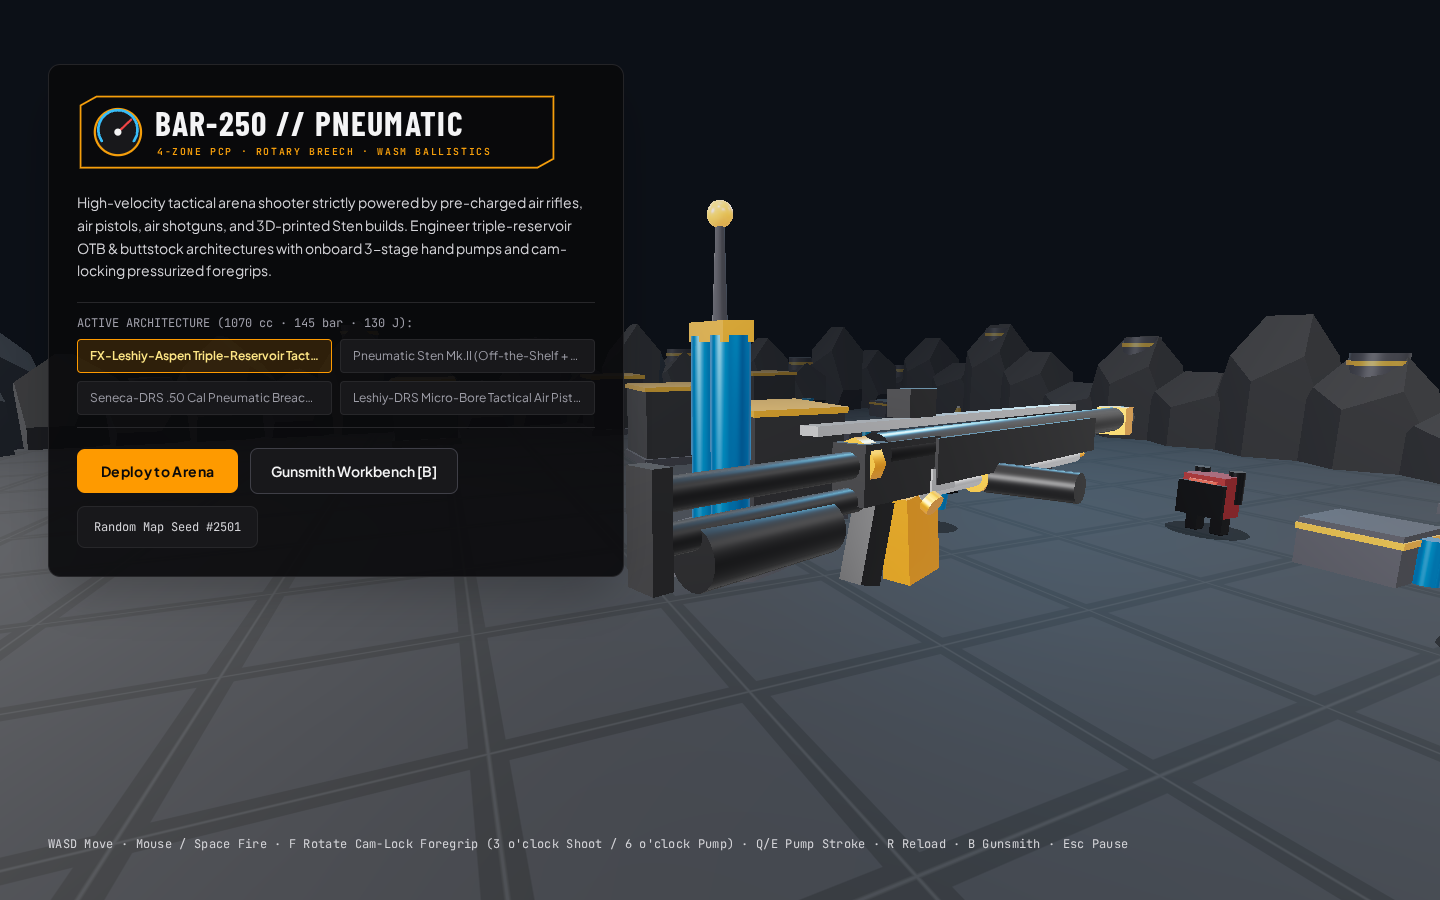 BAR-250 // PNEUMATIC
4-ZONE PCP · ROTARY BREECH · WASM BALLISTICS
High-velocity tactical arena shooter strictly powered by pre-charged air rifles,
air pistols, air shotguns, and 3D-printed Sten builds. Engineer triple-reservoir
OTB & buttstock architectures with onboard 3-stage hand pumps and cam-
locking pressurized foregrips.
ACTIVE ARCHITECTURE (1070 cc · 145 bar · 130 J):
FX-Leshiy-Aspen Triple-Reservoir Tact...
Pneumatic Sten Mk.II (Off-the-Shelf + ...
Seneca-DRS .50 Cal Pneumatic Breac...
Leshiy-DRS Micro-Bore Tactical Air Pist...
Deploy to Arena
Gunsmith Workbench [B]
Random Map Seed #2501
WASD Move · Mouse / Space Fire · F Rotate Cam-Lock Foregrip (3 o'clock Shoot / 6 o'clock Pump) · Q/E Pump Stroke · R Reload · B Gunsmith · Esc Pause